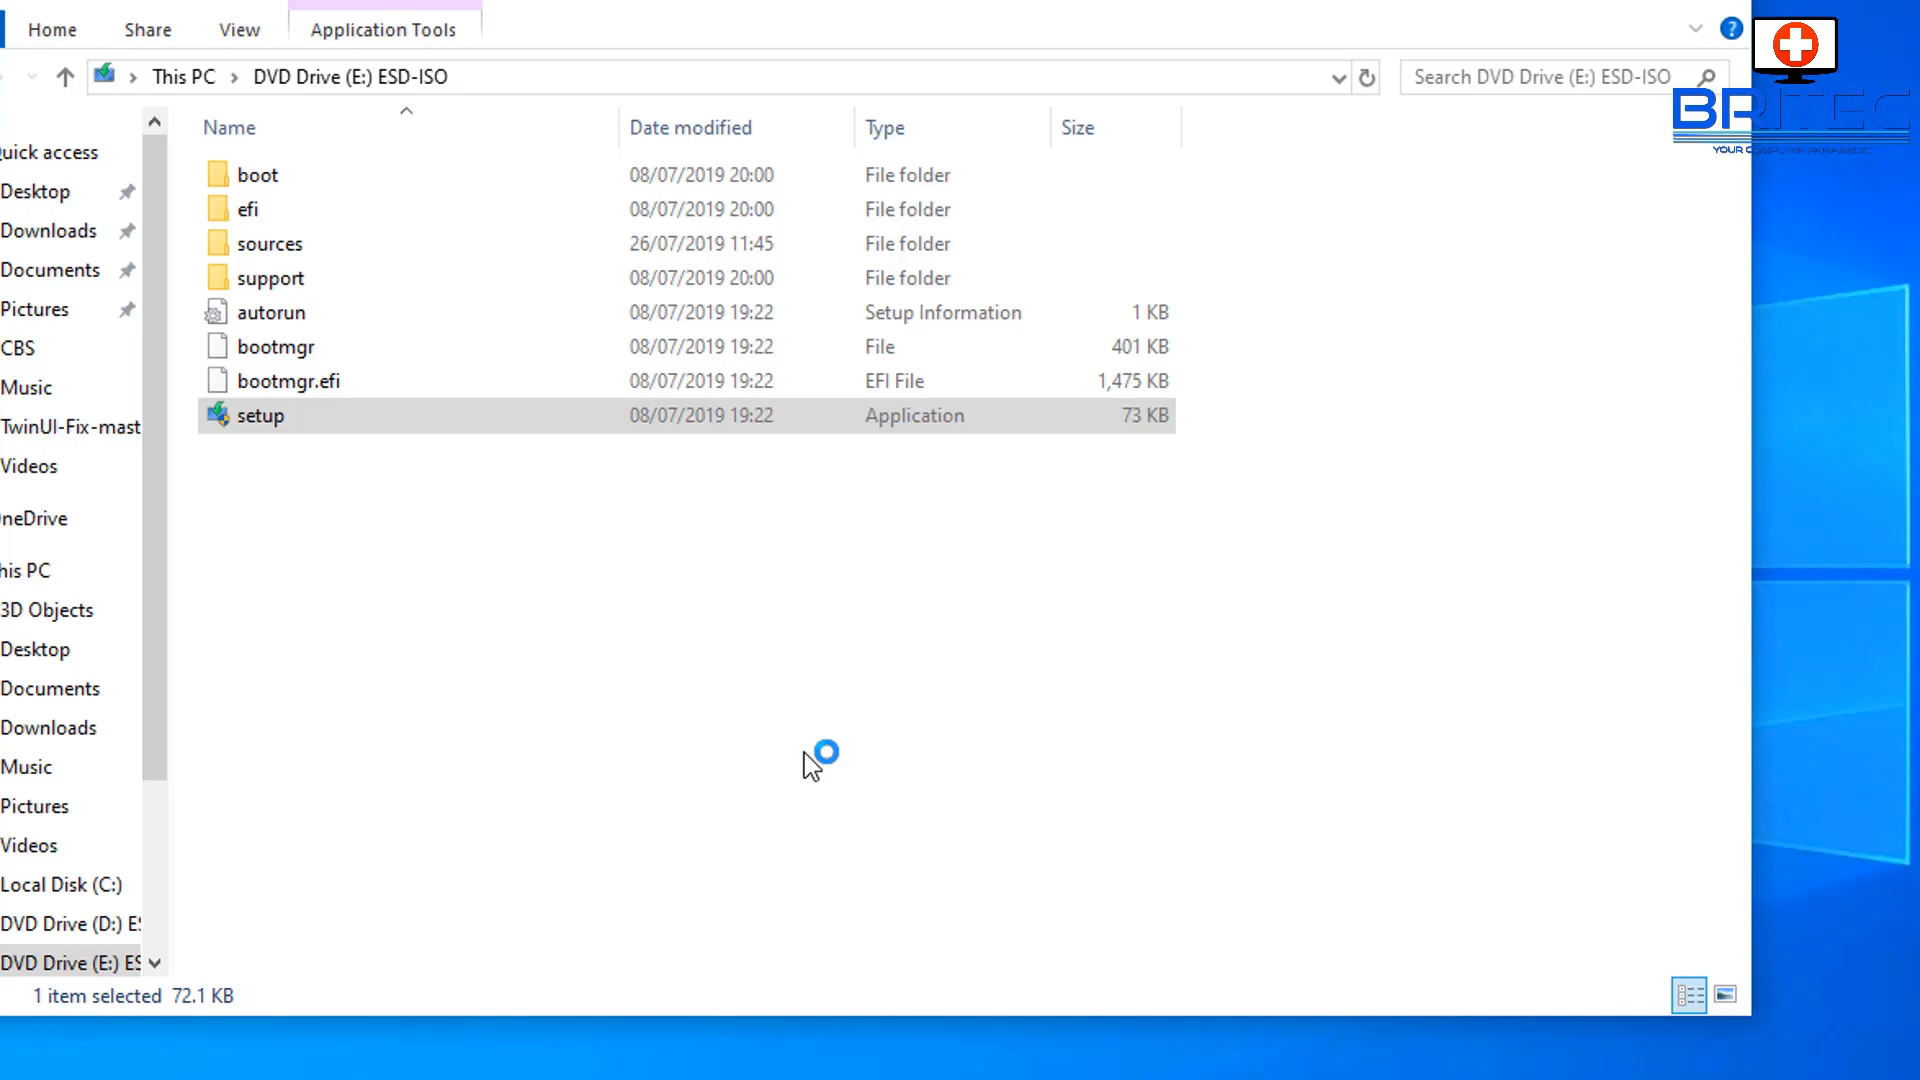 Home Share View Application Tools
?
This PC > DVD Drive (E:) ESD-ISO
Search DVD Drive (E:) ESD-ISO
BRITEC
Name Date modified Type Size
boot 08/07/2019 20:00 File folder
efi 08/07/2019 20:00 File folder
sources 26/07/2019 11:45 File folder
support 08/07/2019 20:00 File folder
autorun 08/07/2019 19:22 Setup Information 1 KB
bootmgr 08/07/2019 19:22 File 401 KB
bootmgr.efi 08/07/2019 19:22 EFI File 1,475 KB
setup 08/07/2019 19:22 Application 73 KB
uick access
Desktop
Downloads
Documents
Pictures
CBS
Music
TwinUI-Fix-mast
Videos
neDrive
his PC
3D Objects
Desktop
Documents
Downloads
Music
Pictures
Videos
Local Disk (C:)
DVD Drive (D:) ES
DVD Drive (E:) ES
1 item selected 72.1 KB